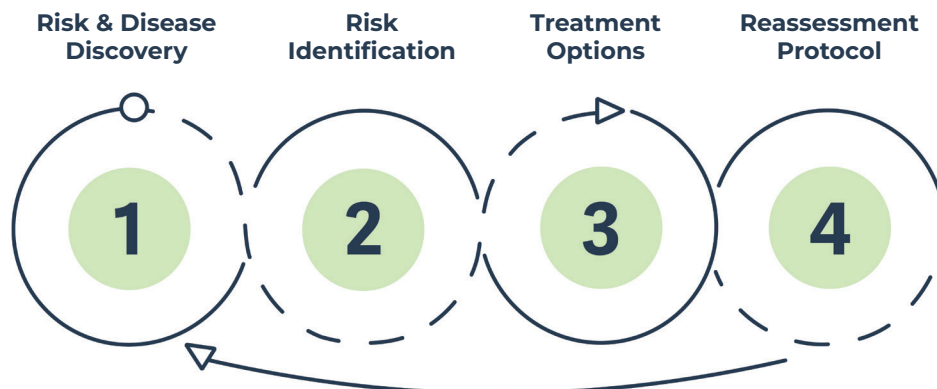 Risk & Disease
Discovery
Risk
Identification
Treatment
Options
Reassessment
Protocol
1
2
3
4